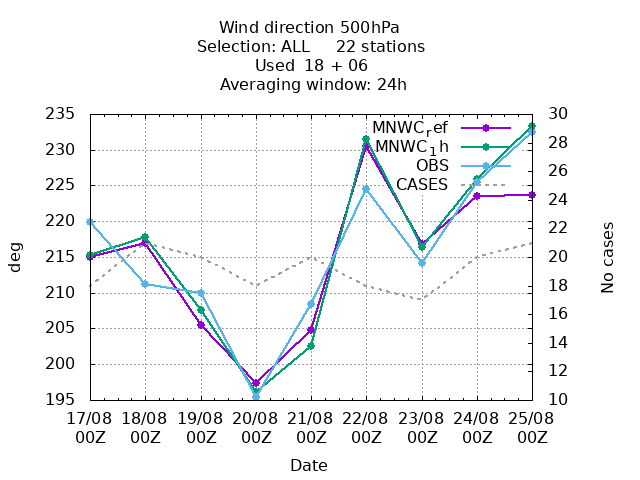 Wind direction 500hPa
Selection: ALL 22 stations
Used 18 + 06
Averaging window: 24h
235
230
225
220
215
210
205
200
195
30
28
26
24
22
20
18
16
14
12
10
MNWC_ref
MNWC_1h
OBS
CASES
deg
No cases
17/08 18/08 19/08 20/08 21/08 22/08 23/08 24/08 25/08
00Z 00Z 00Z 00Z 00Z 00Z 00Z 00Z 00Z
Date